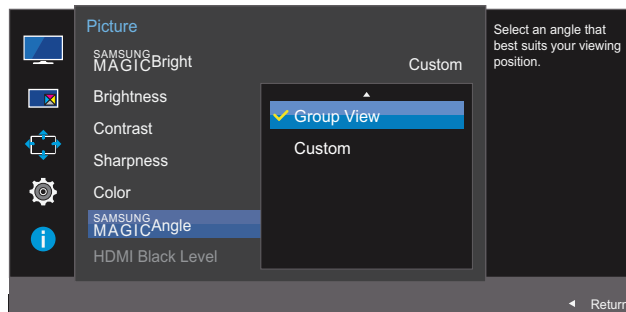 Picture
SAMSUNG
MAGICBright Custom
Brightness
Contrast
Sharpness
Color
SAMSUNG
MAGICAngle
HDMI Black Level
Group View
Custom
Select an angle that
best suits your viewing
position.
Return